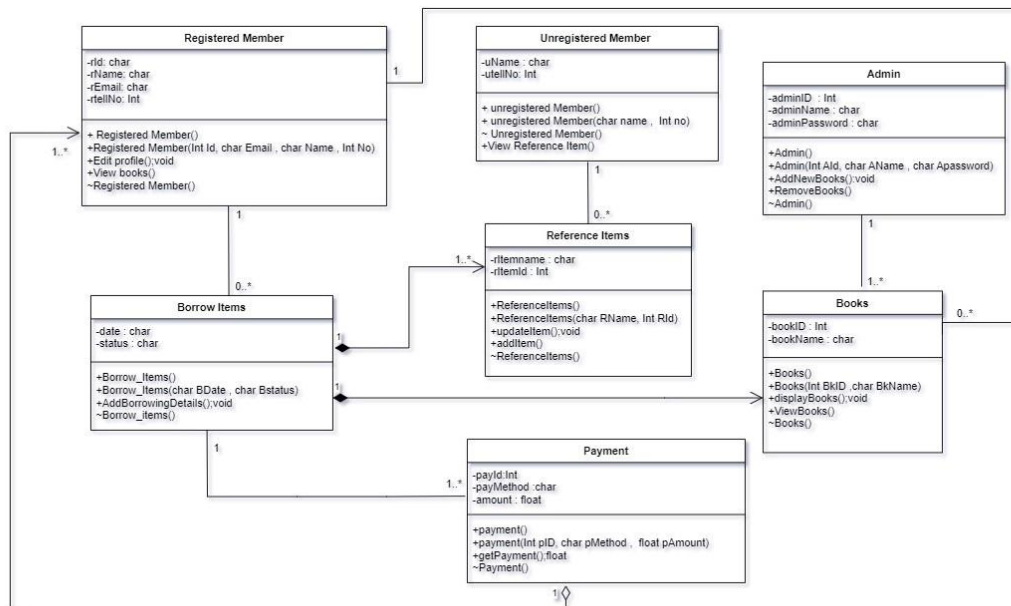 Registered Member
-rId: char
-rName: char
-rEmail: char
-rtellNo: Int
+ Registered Member()
+Registered Member(Int Id, char Email , char Name , Int No)
+Edit profile();void
+View books()
~Registered Member()
1
1..*
1
0..*
Unregistered Member
-uName : char
-utellNo: Int
+ unregistered Member()
+ unregistered Member(char name , Int no)
~ Unregistered Member()
+View Reference Item()
1
0..*
Admin
-adminID : Int
-adminName : char
-adminPassword : char
+Admin()
+Admin(Int AId, char AName , char Apassword)
+AddNewBooks():void
+RemoveBooks()
~Admin()
1
1..*
Reference Items
-rItemname : char
-rItemId : Int
+ReferenceItems()
+ReferenceItems(char RName, Int RId)
+updateItem();void
+addItem()
~ReferenceItems()
1..*
Borrow Items
-date : char
-status : char
+Borrow_Items()
+Borrow_Items(char BDate , char Bstatus)
+AddBorrowingDetails();void
~Borrow_items()
1
1
1
1..*
Books
-bookID : Int
-bookName : char
+Books()
+Books(Int BkID ,char BkName)
+displayBooks();void
+ViewBooks()
~Books()
0..*
Payment
-payId:Int
-payMethod :char
-amount : float
+payment()
+payment(Int pID, char pMethod , float pAmount)
+getPayment();float
~Payment()
1